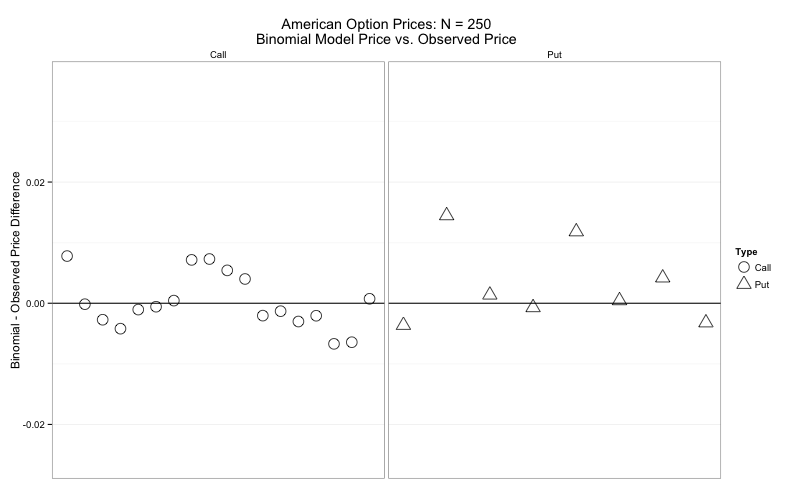 American Option Prices: N = 250
Binomial Model Price vs. Observed Price
Call
Put
Binomial - Observed Price Difference
0.02
0.00
-0.02
Type
Call
Put